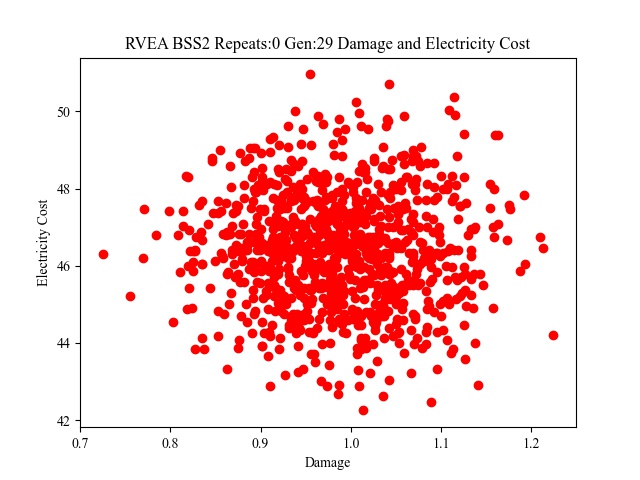 RVEA BSS2 Repeats:0 Gen:29 Damage and Electricity Cost
50
48
46
44
42
Electricity Cost
0.7 0.8 0.9 1.0 1.1 1.2
Damage